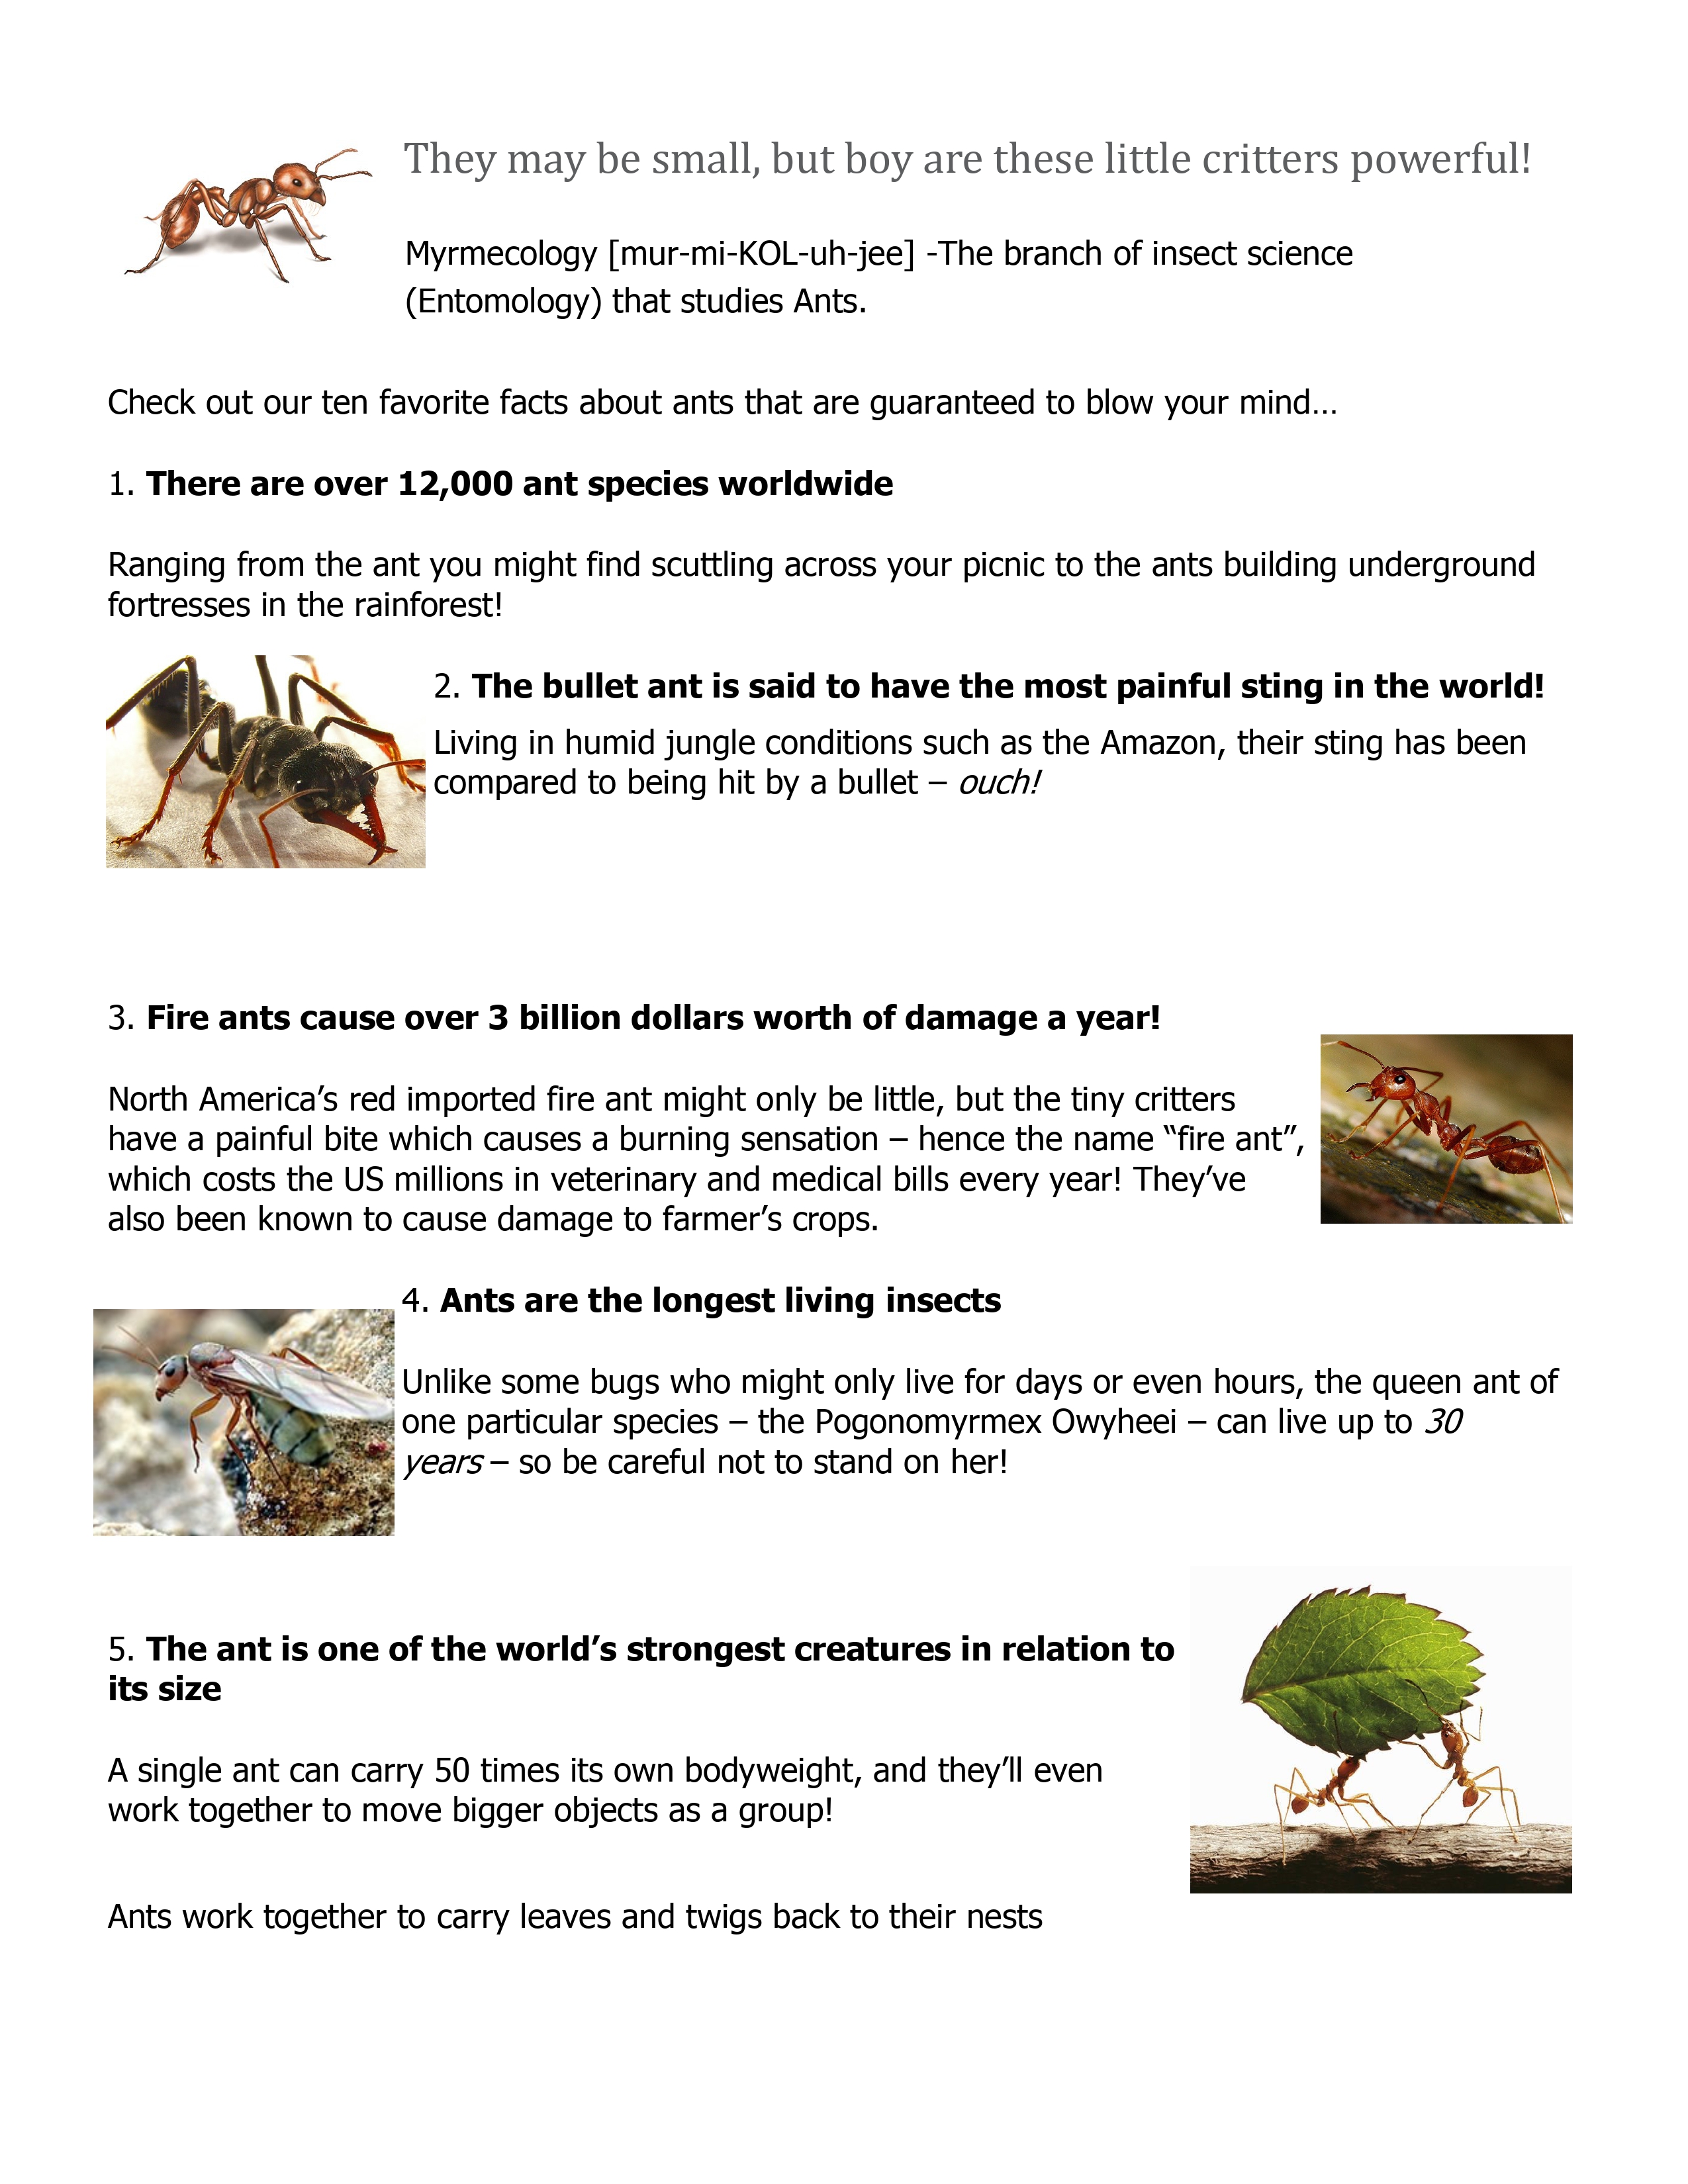 They may be small, but boy are these little critters powerful!
Myrmecology [mur-mi-KOL-uh-jee] -The branch of insect science
(Entomology) that studies Ants.
Check out our ten favorite facts about ants that are guaranteed to blow your mind…
1. There are over 12,000 ant species worldwide
Ranging from the ant you might find scuttling across your picnic to the ants building underground
fortresses in the rainforest!
2. The bullet ant is said to have the most painful sting in the world!
Living in humid jungle conditions such as the Amazon, their sting has been
compared to being hit by a bullet – ouch!
3. Fire ants cause over 3 billion dollars worth of damage a year!
North America’s red imported fire ant might only be little, but the tiny critters
have a painful bite which causes a burning sensation – hence the name “fire ant”,
which costs the US millions in veterinary and medical bills every year! They’ve
also been known to cause damage to farmer’s crops.
4. Ants are the longest living insects
Unlike some bugs who might only live for days or even hours, the queen ant of
one particular species – the Pogonomyrmex Owyheei – can live up to 30
years – so be careful not to stand on her!
5. The ant is one of the world’s strongest creatures in relation to
its size
A single ant can carry 50 times its own bodyweight, and they’ll even
work together to move bigger objects as a group!
Ants work together to carry leaves and twigs back to their nests